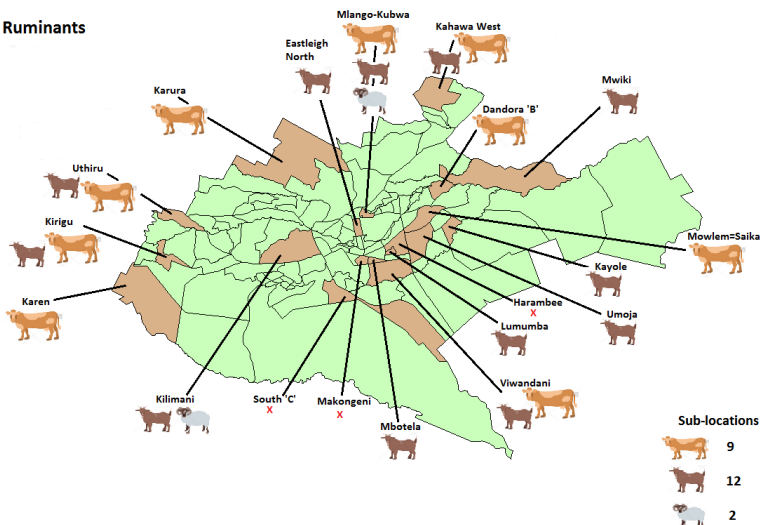 Ruminants
Mlango-Kubwa
Kahawa West
Eastleigh
North
Karura
Mwiki
Dandora 'B'
Uthiru
Kirigu
Mowlem=Saika
Kayole
Karen
Harambee
X
Umoja
Lumumba
Viwandani
Kilimani
South 'C'
X
Makongeni
X
Mbotela
Sub-locations
9
12
2